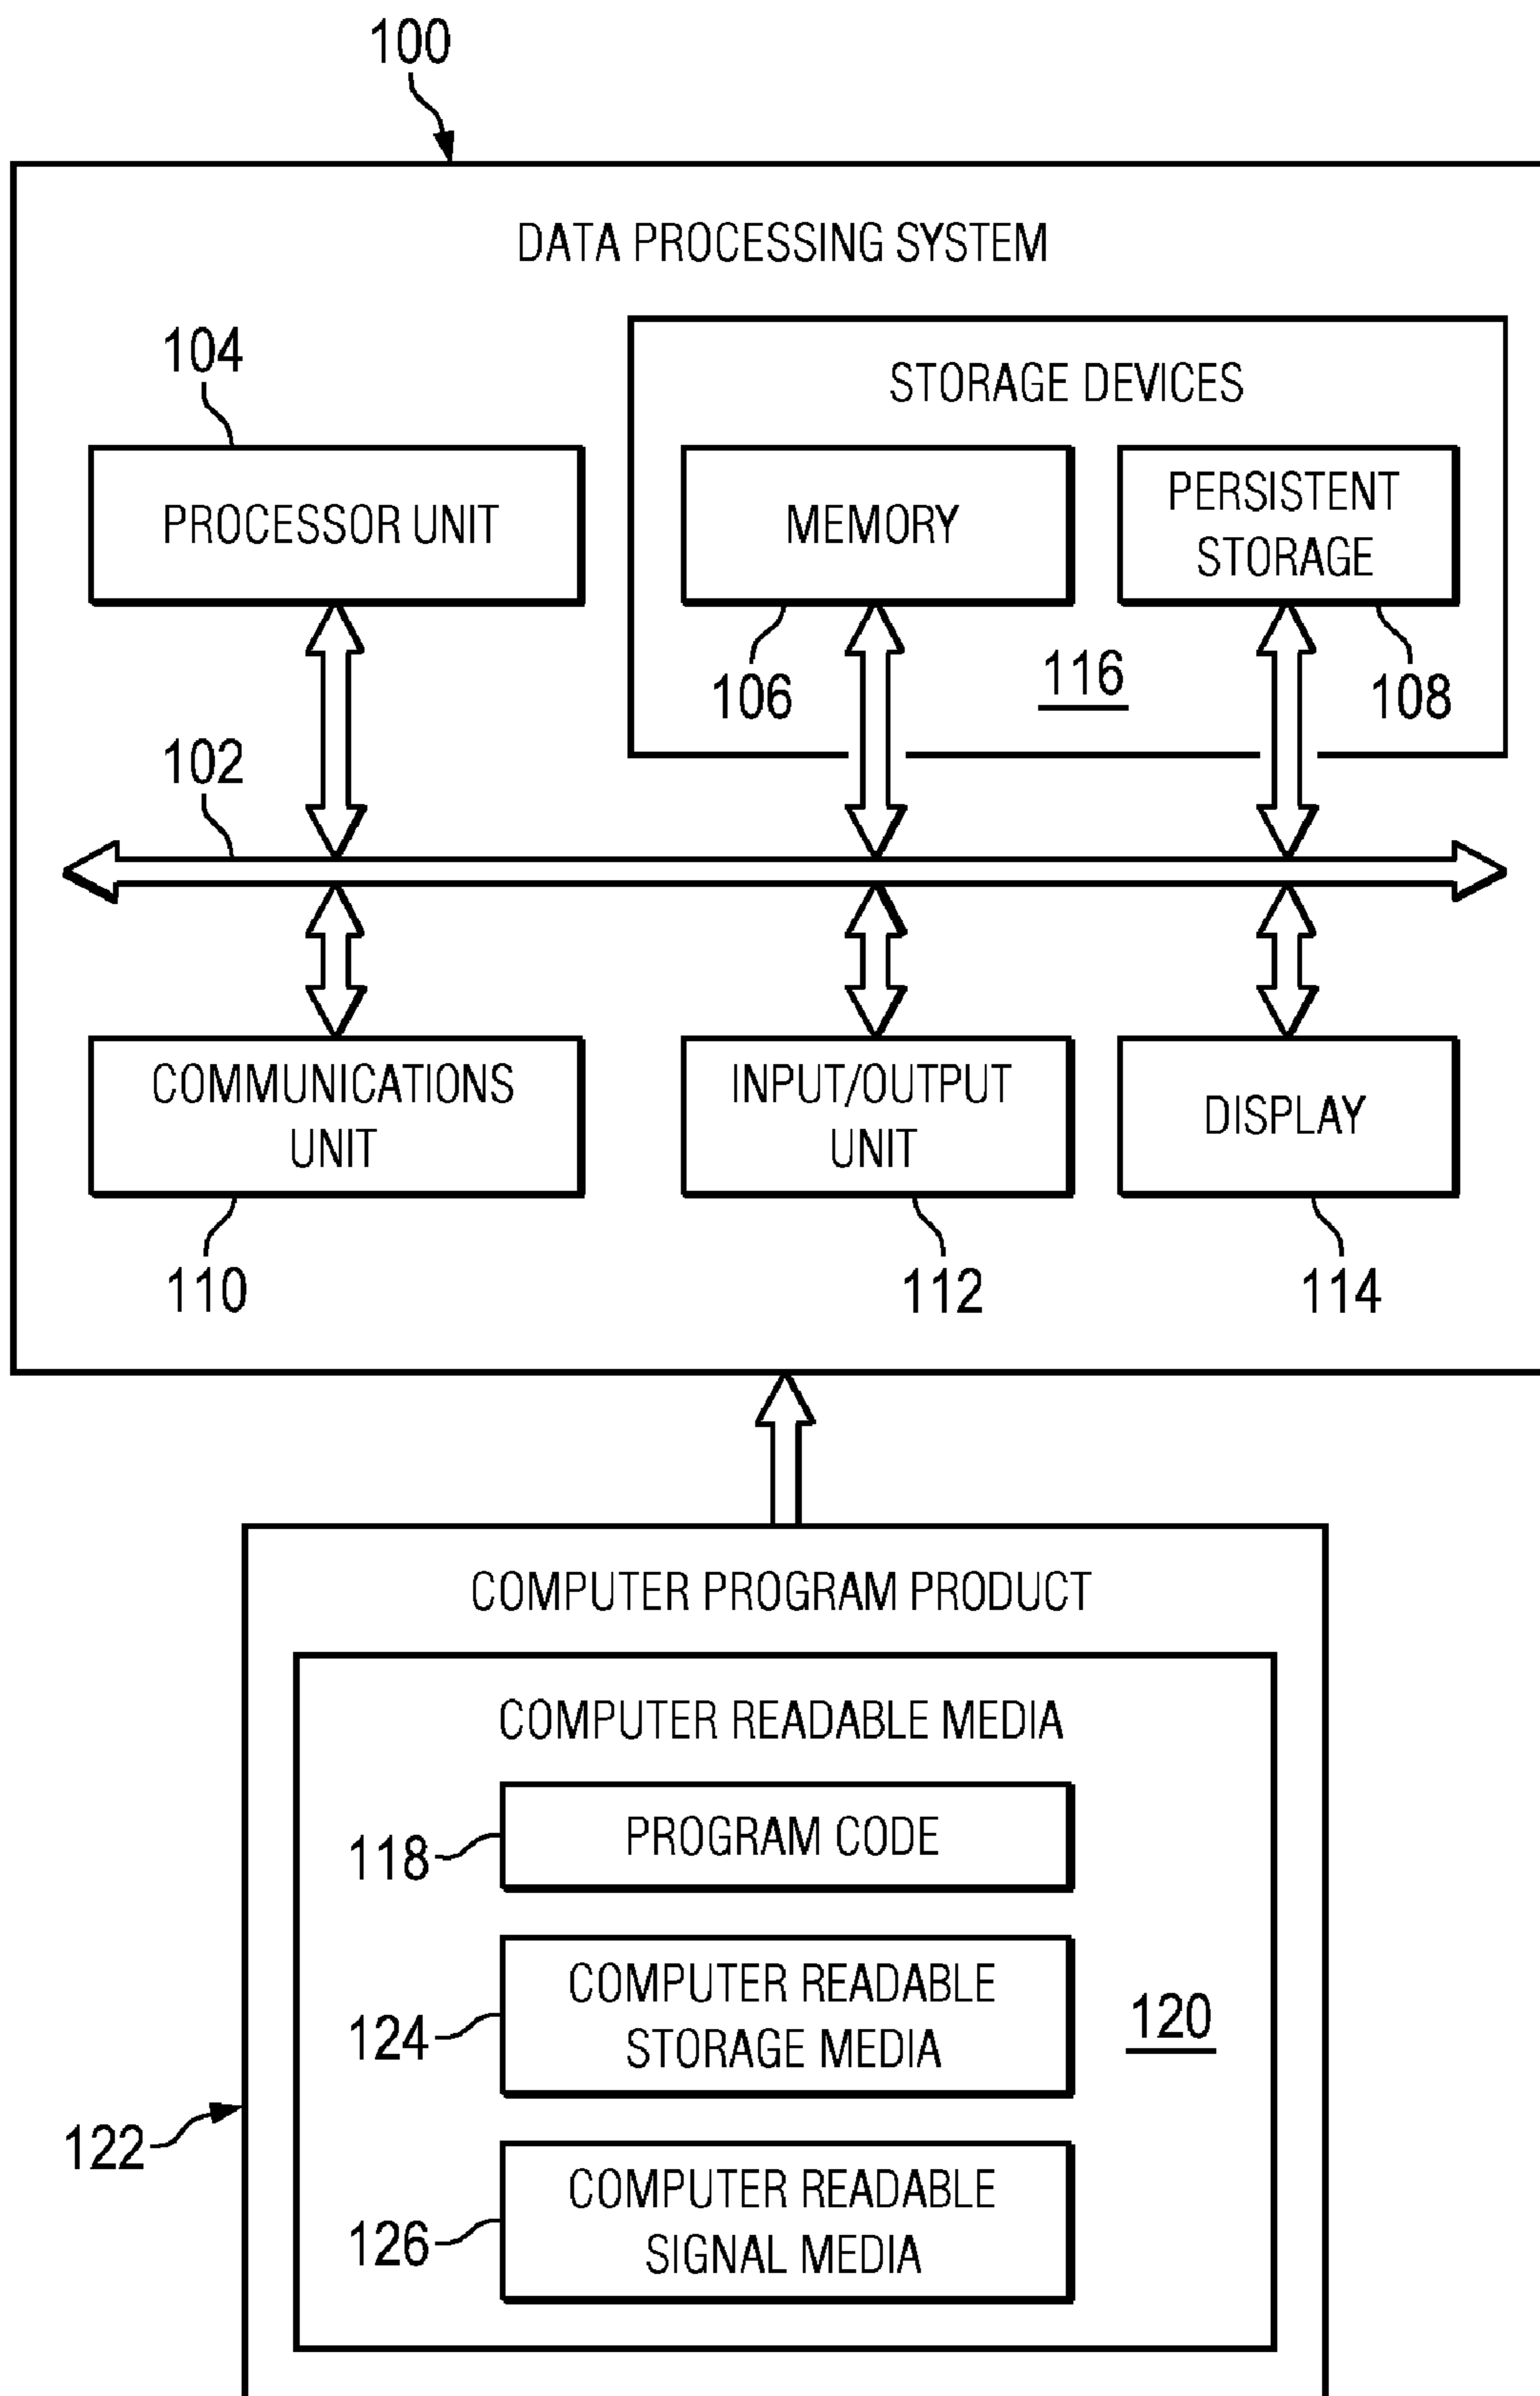 100
DATA PROCESSING SYSTEM
104
STORAGE DEVICES
PROCESSOR UNIT
MEMORY
PERSISTENT
STORAGE
106
116
108
102
COMMUNICATIONS
UNIT
INPUT/OUTPUT
UNIT
DISPLAY
110
112
114
COMPUTER PROGRAM PRODUCT
COMPUTER READABLE MEDIA
118
PROGRAM CODE
124
COMPUTER READABLE
STORAGE MEDIA
120
122
126
COMPUTER READABLE
SIGNAL MEDIA